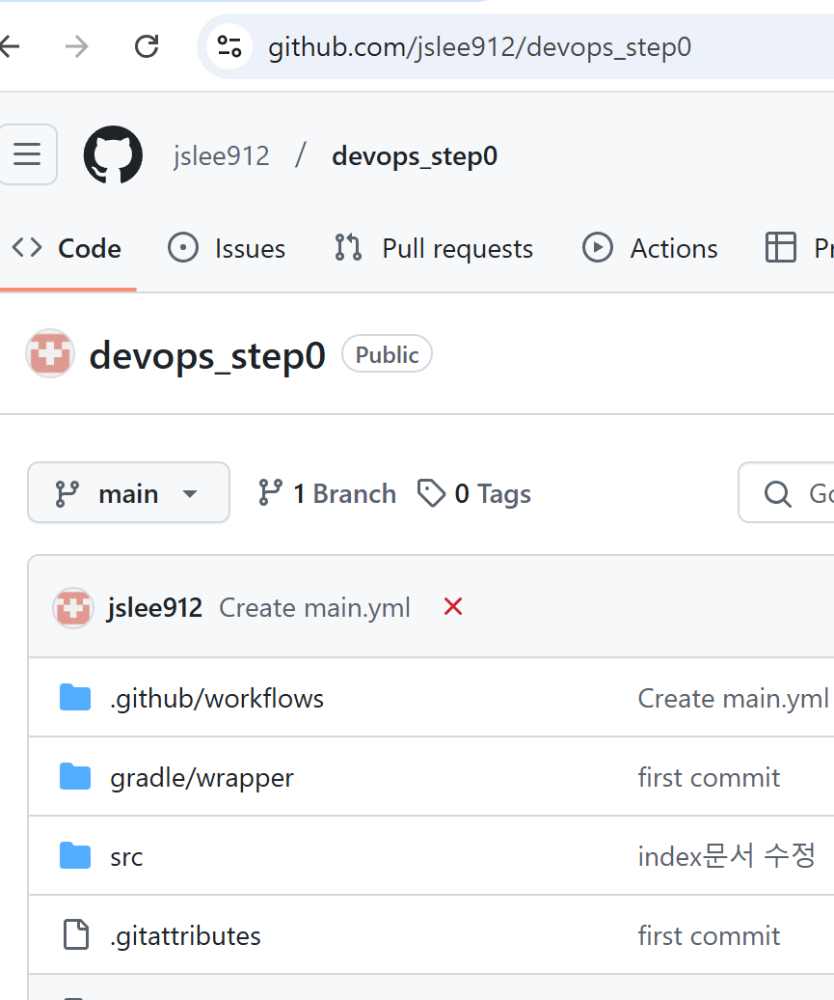 github.com/jslee912/devops_step0
jslee912 / devops_step0
Code Issues Pull requests Actions
devops_step0 Public
main 1 Branch 0 Tags
jslee912 Create main.yml
.github/workflows Create main.yml
gradle/wrapper first commit
src index문서 수정
.gitattributes first commit